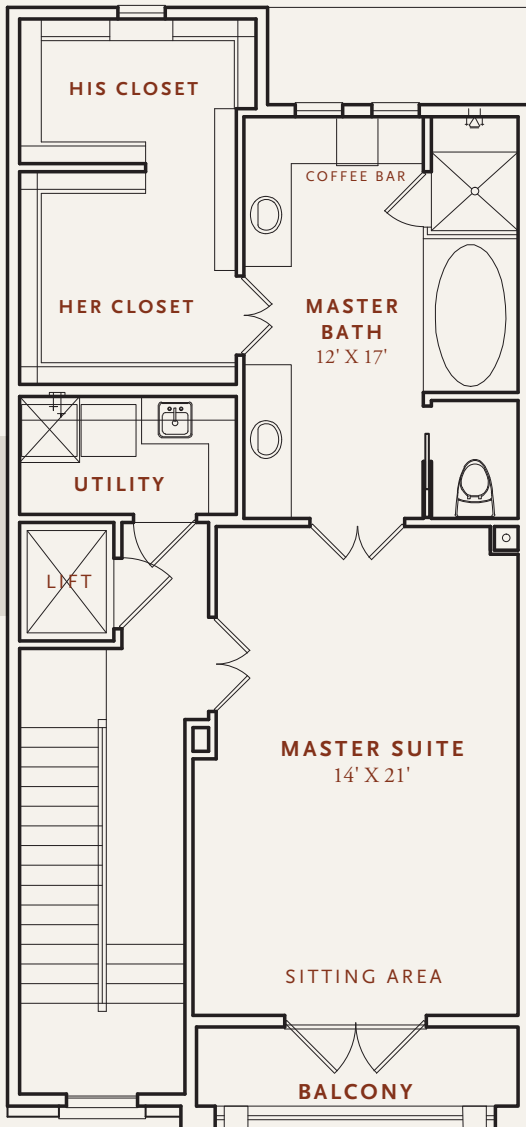 HIS CLOSET
COFFEE BAR
HER CLOSET
MASTER
BATH
12' X 17'
UTILITY
LIFT
MASTER SUITE
14' X 21'
SITTING AREA
BALCONY